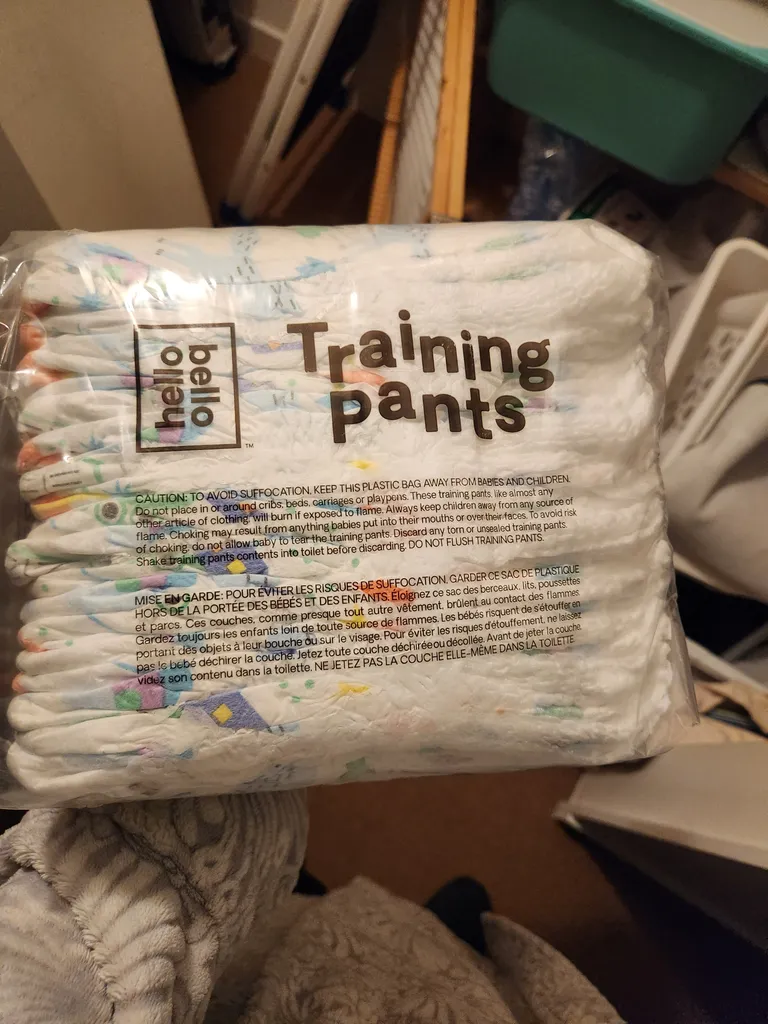 hello
bello
™
Training
pants
CAUTION: TO AVOID SUFFOCATION, KEEP THIS PLASTIC BAG AWAY FROM BABIES AND CHILDREN.
Do not place in or around cribs, beds, carriages or playpens. These training pants, like almost any
other article of clothing, will burn if exposed to flame. Always keep children away from any source of
flame. Choking may result from anything babies put into their mouths or over their faces. To avoid risk
of choking, do not allow baby to tear the training pants. Discard any torn or unsealed training pants.
Shake training pants contents into toilet before discarding. DO NOT FLUSH TRAINING PANTS.
MISE EN GARDE: POUR ÉVITER LES RISQUES DE SUFFOCATION, GARDER CE SAC DE PLASTIQUE
HORS DE LA PORTÉE DES BÉBÉS ET DES ENFANTS. Éloignez ce sac des berceaux, lits, poussettes
et parcs. Ces couches, comme presque tout autre vêtement, brûlent au contact des flammes
Gardez toujours les enfants loin de toute source de flammes. Les bébés risquent de s'étouffer en
portant des objets à leur bouche ou sur le visage. Pour éviter les risques d'étouffement, ne laissez
pas le bébé déchirer la couche. Jetez toute couche déchirée ou décollée. Avant de jeter la couche,
videz son contenu dans la toilette. NE JETEZ PAS LA COUCHE ELLE-MÊME DANS LA TOILETTE